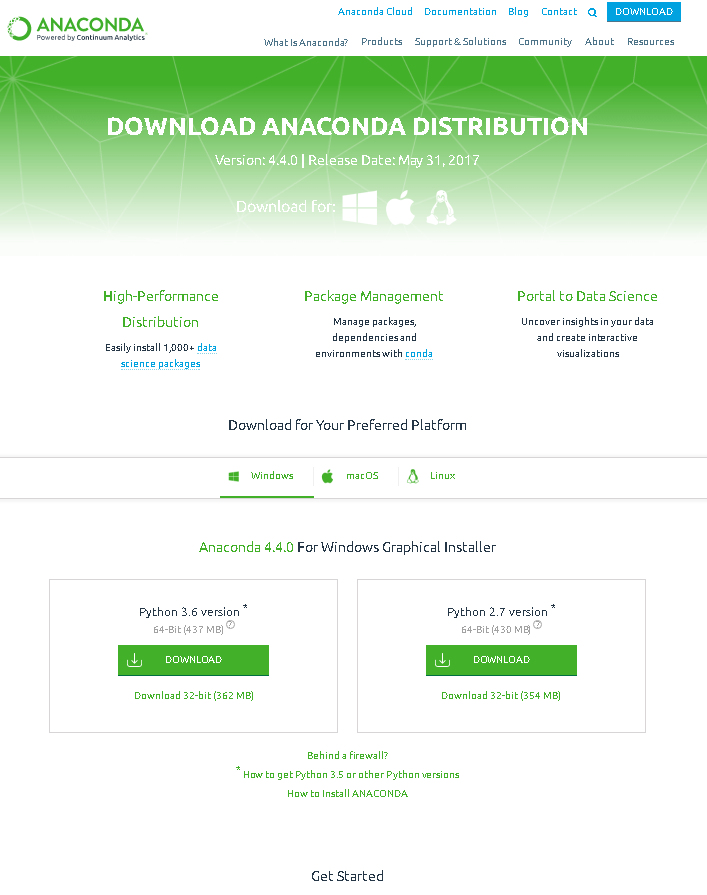 Anaconda Cloud Documentation Blog Contact DOWNLOAD
ANACONDA
Powered by Continuum Analytics
What Is Anaconda? Products Support & Solutions Community About Resources
DOWNLOAD ANACONDA DISTRIBUTION
Version: 4.4.0 | Release Date: May 31, 2017
Download for:
High-Performance
Distribution
Easily install 1,000+ data
science packages
Package Management
Manage packages,
dependencies and
environments with conda
Portal to Data Science
Uncover insights in your data
and create interactive
visualizations
Download for Your Preferred Platform
Windows macOS Linux
Anaconda 4.4.0 For Windows Graphical Installer
Python 3.6 version *
64-Bit (437 MB) ?
DOWNLOAD
Download 32-bit (362 MB)
Python 2.7 version *
64-Bit (430 MB) ?
DOWNLOAD
Download 32-bit (354 MB)
Behind a firewall?
* How to get Python 3.5 or other Python versions
How to Install ANACONDA
Get Started